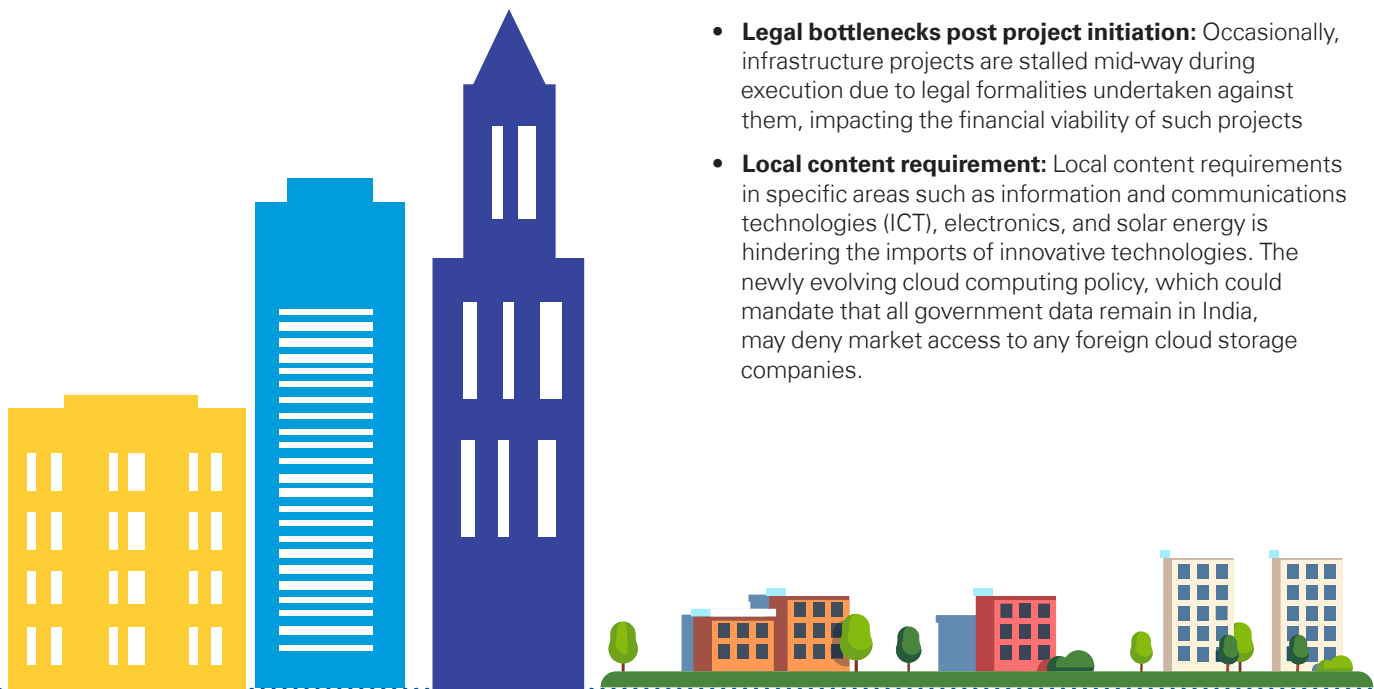 • Legal bottlenecks post project initiation: Occasionally,
infrastructure projects are stalled mid-way during
execution due to legal formalities undertaken against
them, impacting the financial viability of such projects
• Local content requirement: Local content requirements
in specific areas such as information and communications
technologies (ICT), electronics, and solar energy is
hindering the imports of innovative technologies. The
newly evolving cloud computing policy, which could
mandate that all government data remain in India,
may deny market access to any foreign cloud storage
companies.